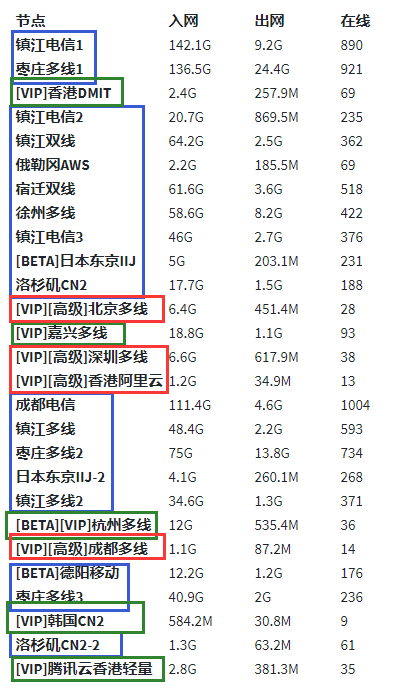 节点 入网 出网 在线
镇江电信1 142.1G 9.2G 890
枣庄多线1 136.5G 24.4G 921
[VIP]香港DMIT 2.4G 257.9M 69
镇江电信2 20.7G 869.5M 235
镇江双线 64.2G 2.5G 362
俄勒冈AWS 2.2G 185.5M 69
宿迁双线 61.6G 3.6G 518
徐州多线 58.6G 8.2G 422
镇江电信3 46G 2.7G 376
[BETA]日本东京IIJ 5G 203.1M 231
洛杉矶CN2 17.7G 1.5G 188
[VIP][高级]北京多线 6.4G 451.4M 28
[VIP]嘉兴多线 18.8G 1.1G 93
[VIP][高级]深圳多线 6.6G 617.9M 38
[VIP][高级]香港阿里云 1.2G 34.9M 13
成都电信 111.4G 4.6G 1004
镇江多线 48.4G 2.2G 593
枣庄多线2 75G 13.8G 734
日本东京IIJ-2 4.1G 260.1M 268
镇江多线2 34.6G 1.3G 371
[BETA][VIP]杭州多线 12G 535.4M 36
[VIP][高级]成都多线 1.1G 87.2M 14
[BETA]德阳移动 12.2G 1.2G 176
枣庄多线3 40.9G 2G 236
[VIP]韩国CN2 584.2M 30.8M 9
洛杉矶CN2-2 1.3G 63.2M 61
[VIP]腾讯云香港轻量 2.8G 381.3M 35